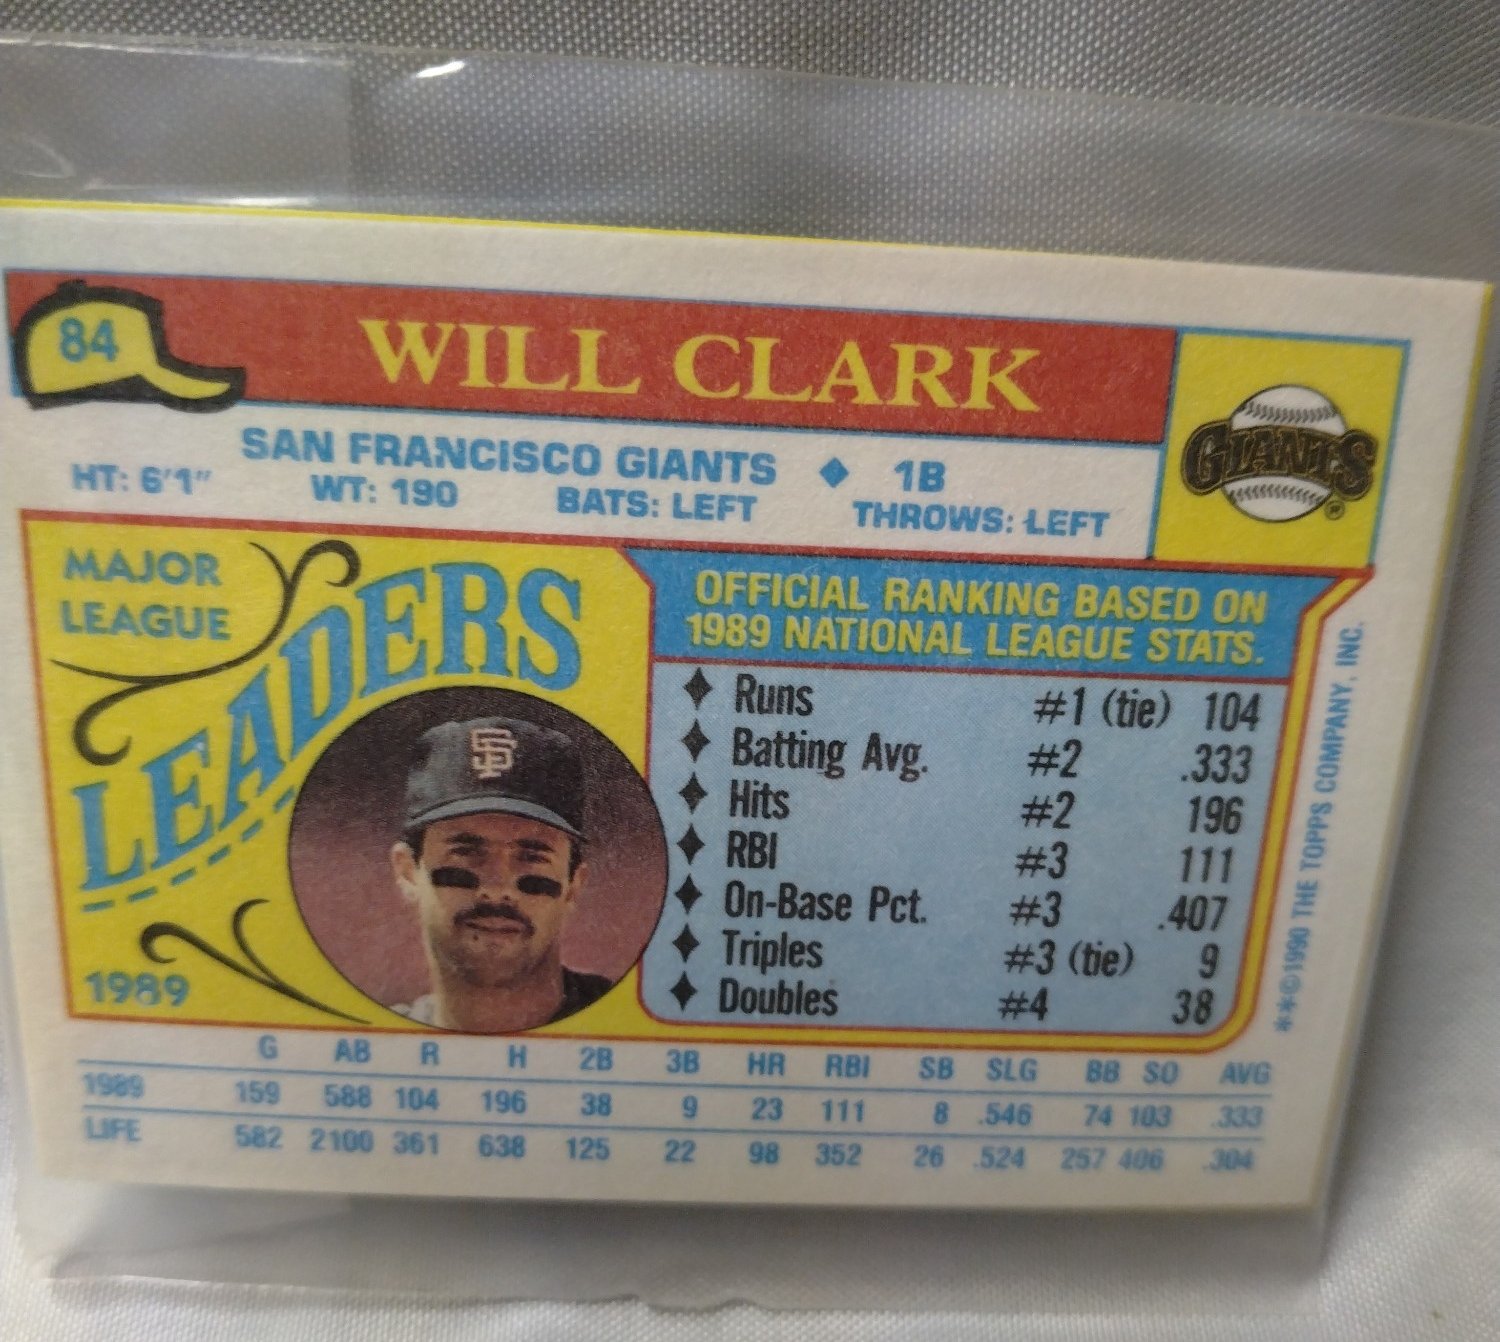 84
WILL CLARK
SAN FRANCISCO GIANTS ♦ 1B
HT: 6'1" WT: 190 BATS: LEFT THROWS: LEFT
GIANTS
®
MAJOR
LEAGUE
LEADERS
1989
SF
OFFICIAL RANKING BASED ON
1989 NATIONAL LEAGUE STATS.
♦ Runs #1 (tie) 104
♦ Batting Avg. #2 .333
♦ Hits #2 196
♦ RBI #3 111
♦ On-Base Pct. #3 .407
♦ Triples #3 (tie) 9
♦ Doubles #4 38
**©1990 THE TOPPS COMPANY, INC.
G AB R H 2B 3B HR RBI SB SLG BB SO AVG
1989 159 588 104 196 38 9 23 111 8 .546 74 103 .333
LIFE 582 2100 361 638 125 22 98 352 26 .524 257 406 .304